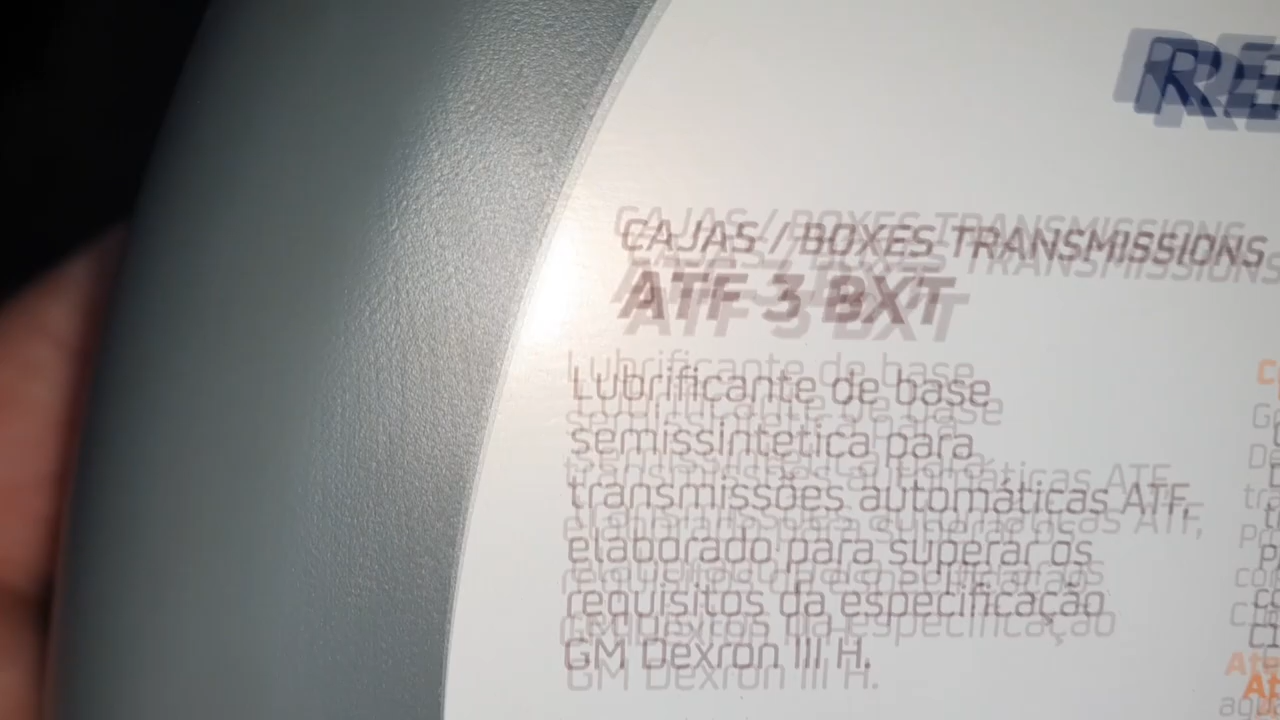 CAJAS / BOXES TRANSMISSIONS
ATF 3 BXT
Lubrificante de base
semissintetica para
transmissões automáticas ATF,
elaborado para superar os
requisitos da especificação
GM Dexron III H.